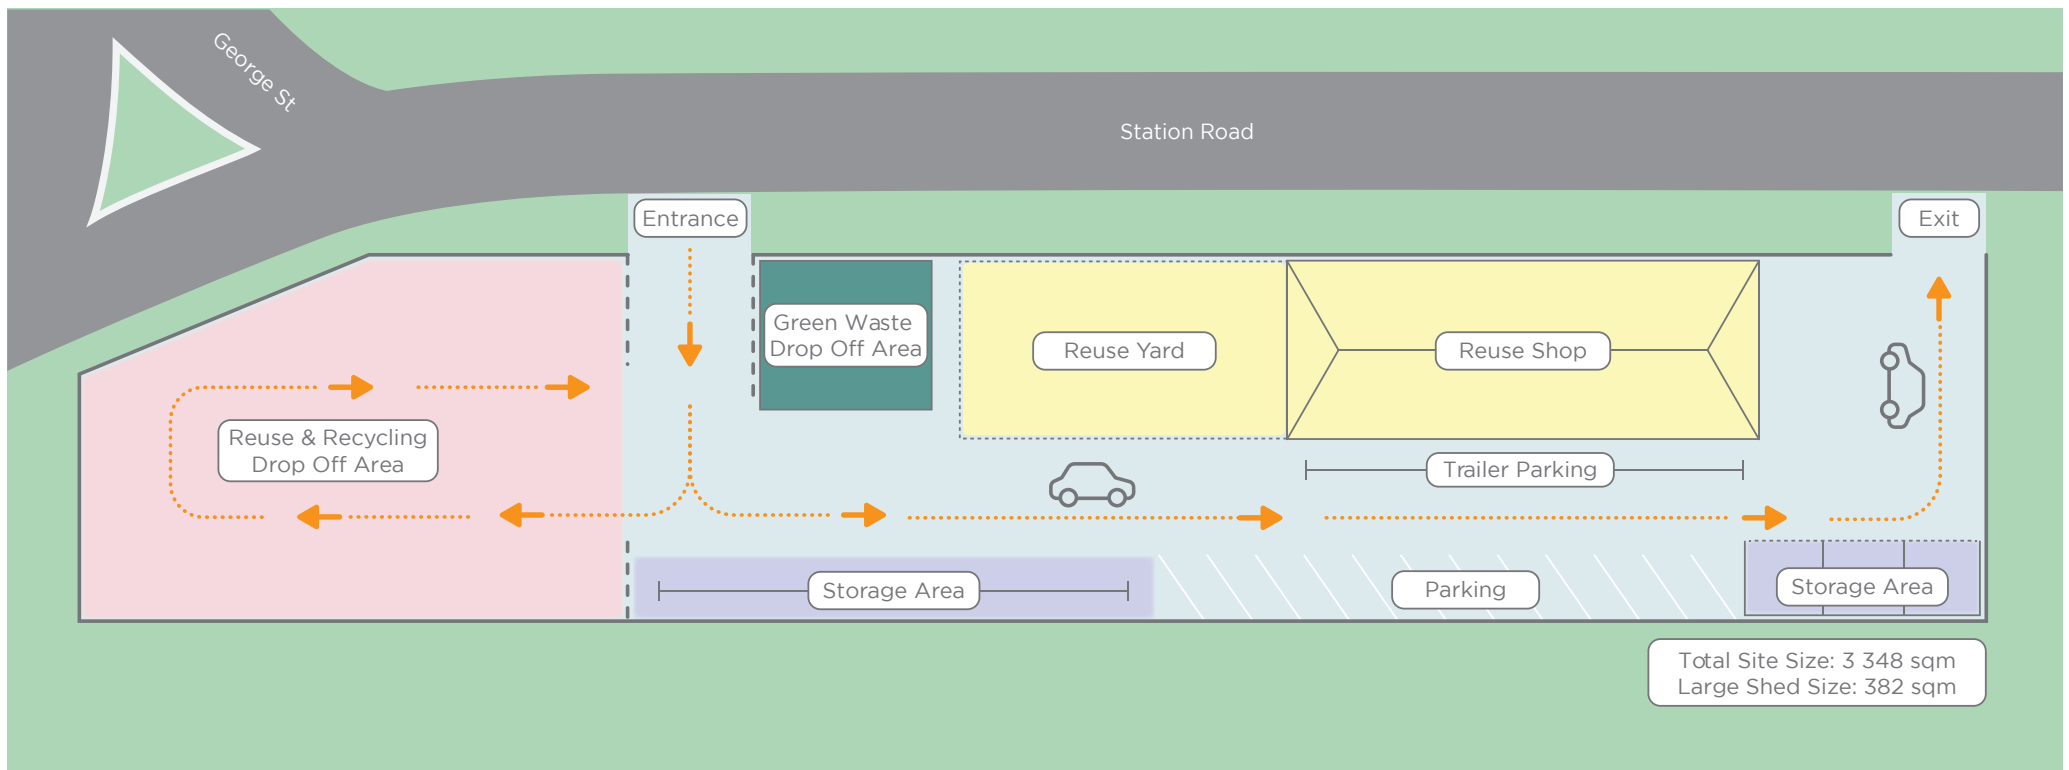 George St
Station Road
Entrance
Exit
Green Waste
Drop Off Area
Reuse Yard
Reuse Shop
Reuse & Recycling
Drop Off Area
Trailer Parking
Storage Area
Parking
Storage Area
Total Site Size: 3 348 sqm
Large Shed Size: 382 sqm